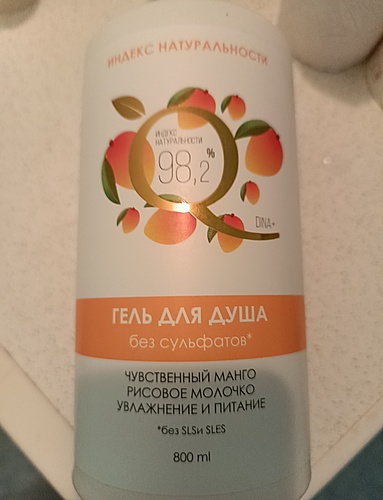 ИНДЕКС НАТУРАЛЬНОСТИ
ИНДЕКС
НАТУРАЛЬНОСТИ
98,2%
Q
DINA+
ГЕЛЬ ДЛЯ ДУША
без сульфатов*
ЧУВСТВЕННЫЙ МАНГО
РИСОВОЕ МОЛОЧКО
УВЛАЖНЕНИЕ И ПИТАНИЕ
*без SLSи SLES
800 ml